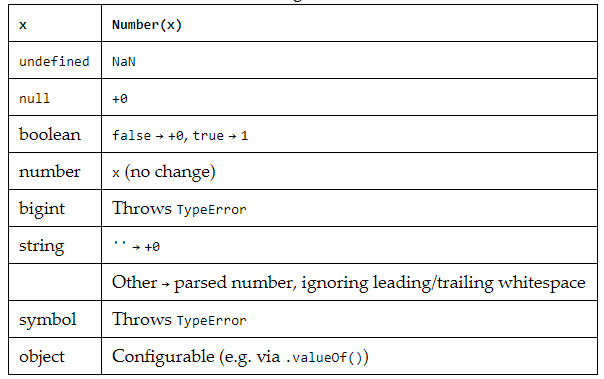 x Number(x)
undefined NaN
null +0
boolean false → +0, true → 1
number x (no change)
bigint Throws TypeError
string '' → +0
Other → parsed number, ignoring leading/trailing whitespace
symbol Throws TypeError
object Configurable (e.g. via .valueOf())